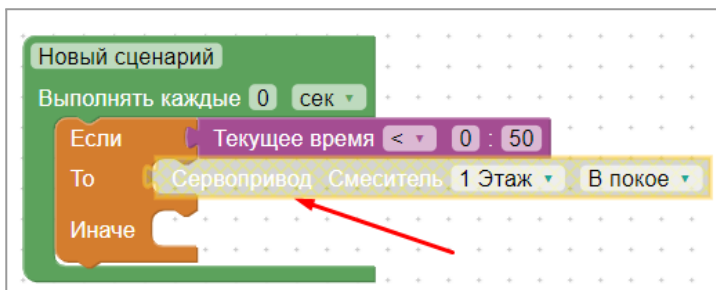 Новый сценарий
Выполнять каждые 0 сек
Если Текущее время < 0 : 50
То Сервопривод Смеситель 1 Этаж В покое
Иначе